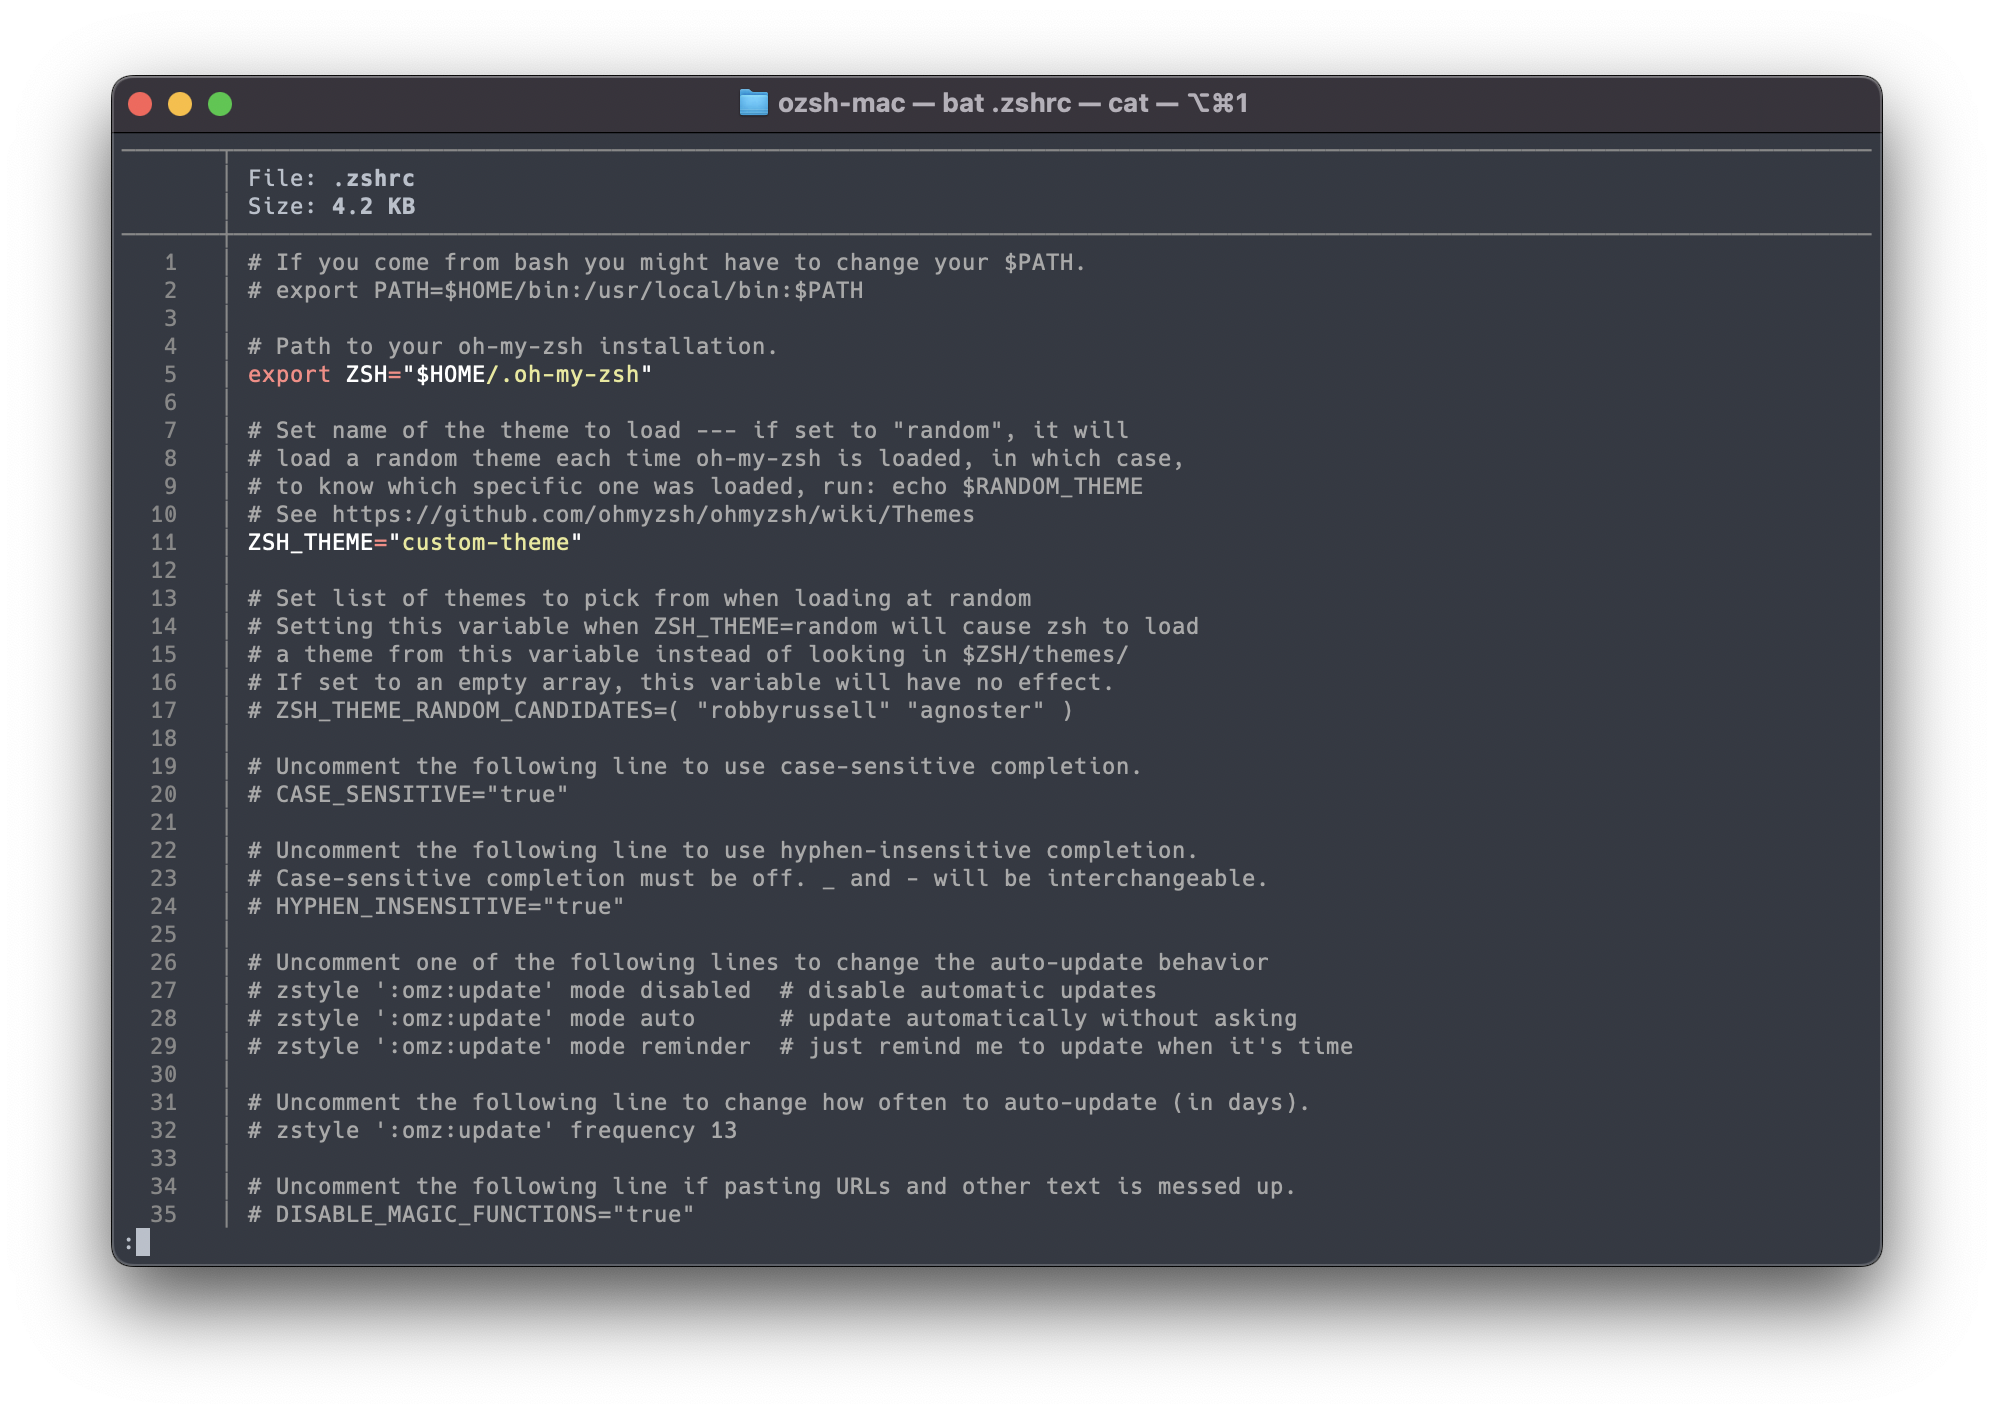 ozsh-mac — bat .zshrc — cat — ⌥⌘1
File: .zshrc
Size: 4.2 KB
1 # If you come from bash you might have to change your $PATH.
2 # export PATH=$HOME/bin:/usr/local/bin:$PATH
3
4 # Path to your oh-my-zsh installation.
5 export ZSH="$HOME/.oh-my-zsh"
6
7 # Set name of the theme to load --- if set to "random", it will
8 # load a random theme each time oh-my-zsh is loaded, in which case,
9 # to know which specific one was loaded, run: echo $RANDOM_THEME
10 # See https://github.com/ohmyzsh/ohmyzsh/wiki/Themes
11 ZSH_THEME="custom-theme"
12
13 # Set list of themes to pick from when loading at random
14 # Setting this variable when ZSH_THEME=random will cause zsh to load
15 # a theme from this variable instead of looking in $ZSH/themes/
16 # If set to an empty array, this variable will have no effect.
17 # ZSH_THEME_RANDOM_CANDIDATES=( "robbyrussell" "agnoster" )
18
19 # Uncomment the following line to use case-sensitive completion.
20 # CASE_SENSITIVE="true"
21
22 # Uncomment the following line to use hyphen-insensitive completion.
23 # Case-sensitive completion must be off. _ and - will be interchangeable.
24 # HYPHEN_INSENSITIVE="true"
25
26 # Uncomment one of the following lines to change the auto-update behavior
27 # zstyle ':omz:update' mode disabled  # disable automatic updates
28 # zstyle ':omz:update' mode auto      # update automatically without asking
29 # zstyle ':omz:update' mode reminder  # just remind me to update when it's time
30
31 # Uncomment the following line to change how often to auto-update (in days).
32 # zstyle ':omz:update' frequency 13
33
34 # Uncomment the following line if pasting URLs and other text is messed up.
35 # DISABLE_MAGIC_FUNCTIONS="true"
: